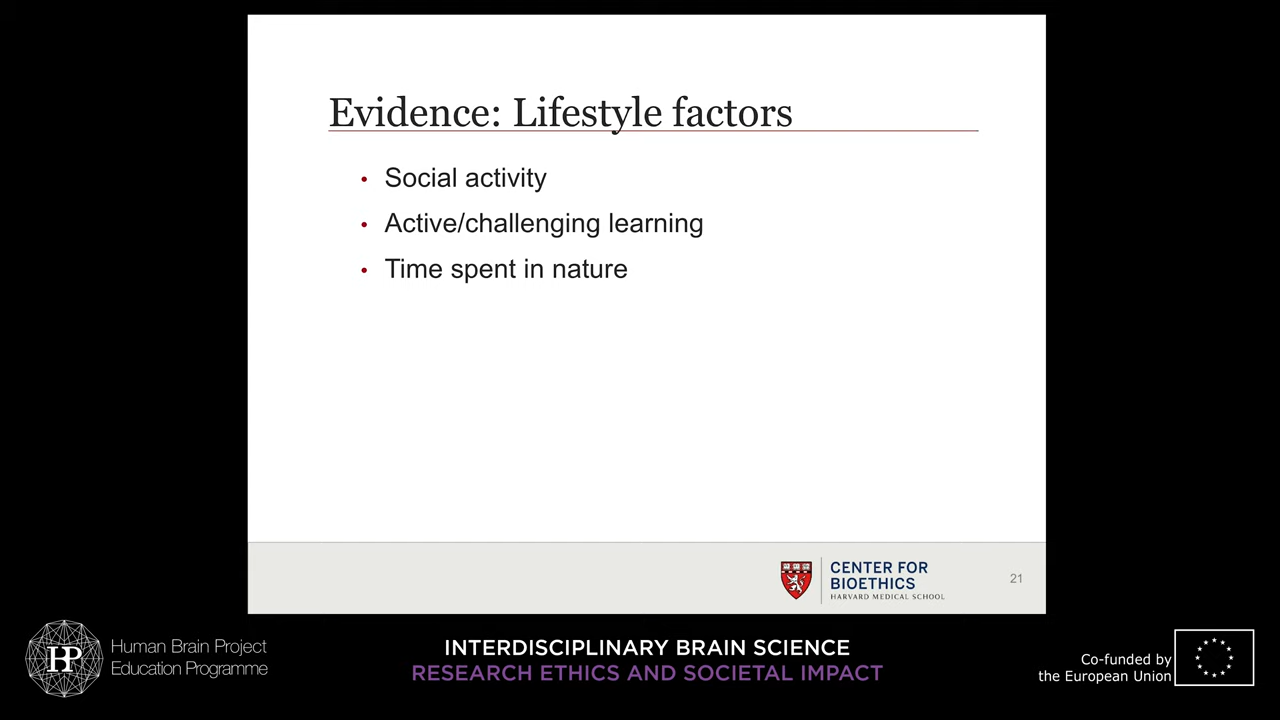 Evidence: Lifestyle factors
• Social activity
• Active/challenging learning
• Time spent in nature
CENTER FOR
BIOETHICS
HARVARD MEDICAL SCHOOL
21
HP
Human Brain Project
Education Programme
INTERDISCIPLINARY BRAIN SCIENCE
RESEARCH ETHICS AND SOCIETAL IMPACT
Co-funded by
the European Union